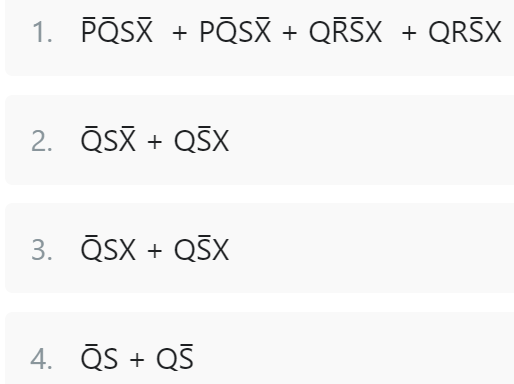 1. P̄Q̄SX̄ + PQ̄SX̄ + QR̄S̄X + QRS̄X
2. Q̄SX̄ + QS̄X
3. Q̄SX + QS̄X
4. Q̄S + QS̄